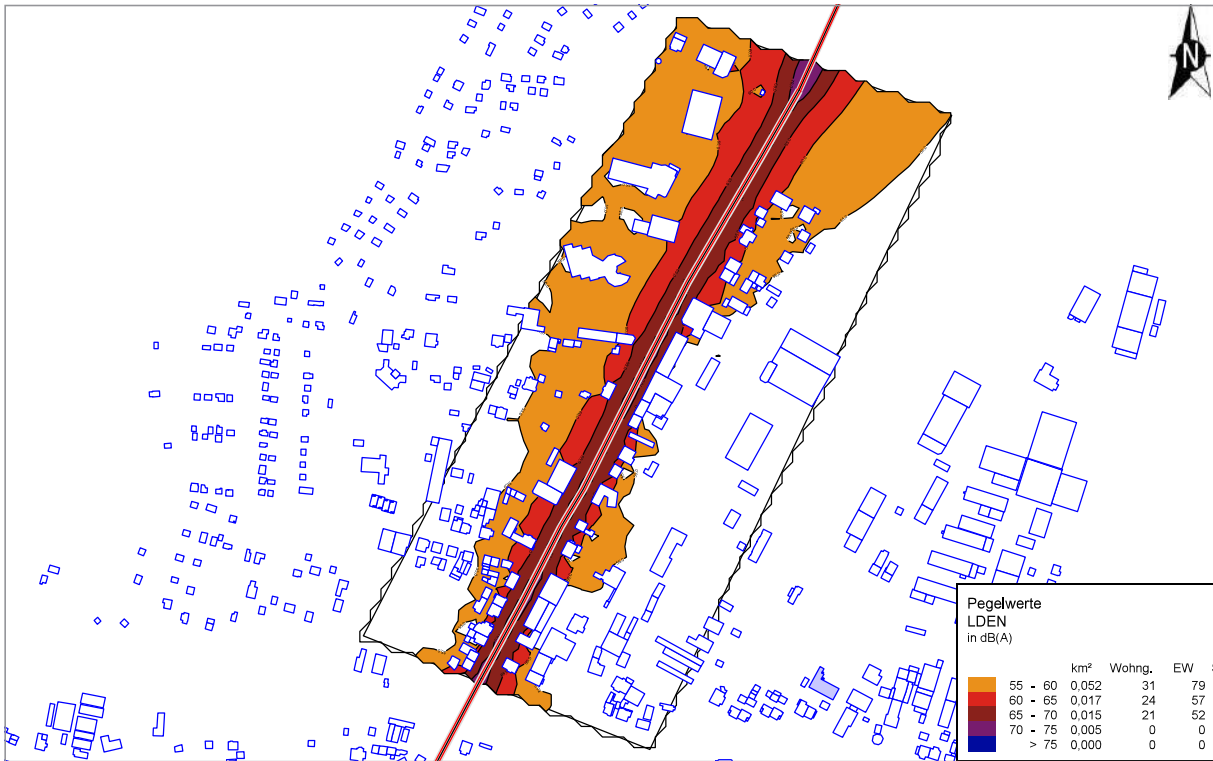 N
Pegelwerte
LDEN
in dB(A)
km² Wohng. EW S
55 - 60 0,052 31 79
60 - 65 0,017 24 57
65 - 70 0,015 21 52
70 - 75 0,005 0 0
> 75 0,000 0 0